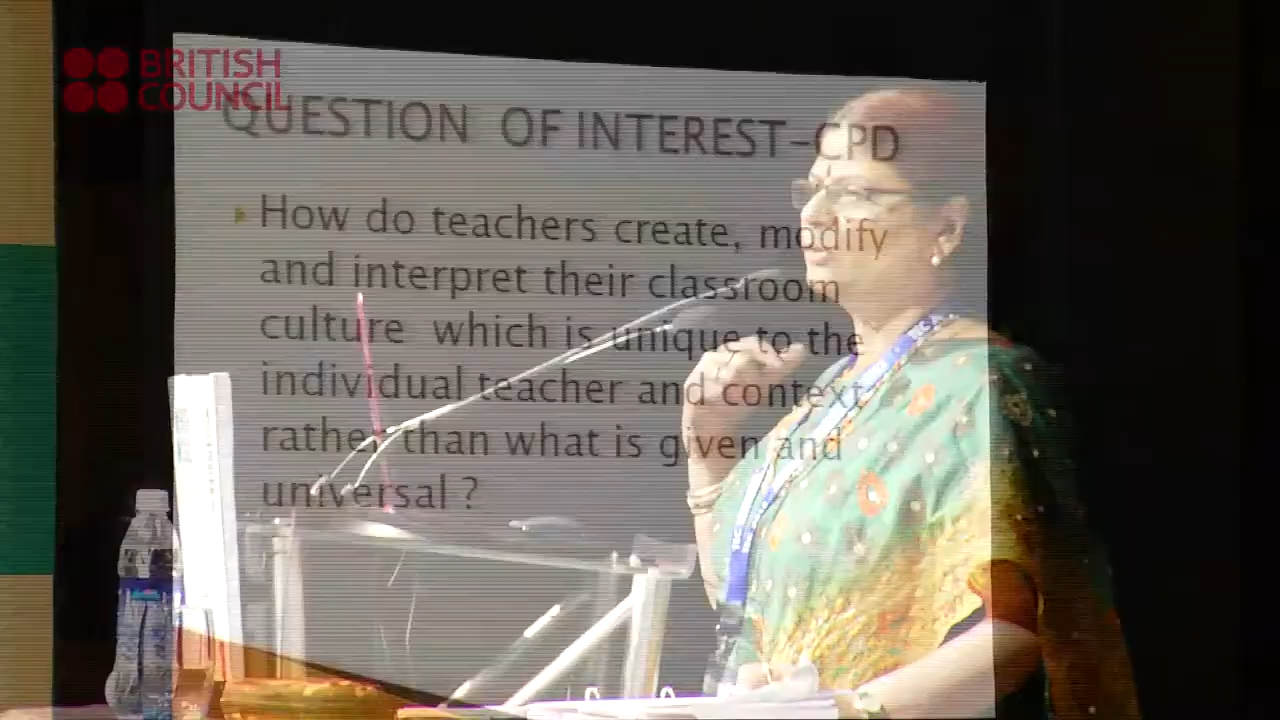 BRITISH
COUNCIL
QUESTION OF INTEREST-CPD
How do teachers create, modify
and interpret their classroom
culture which is unique to the
individual teacher and context
rather than what is given and
universal ?